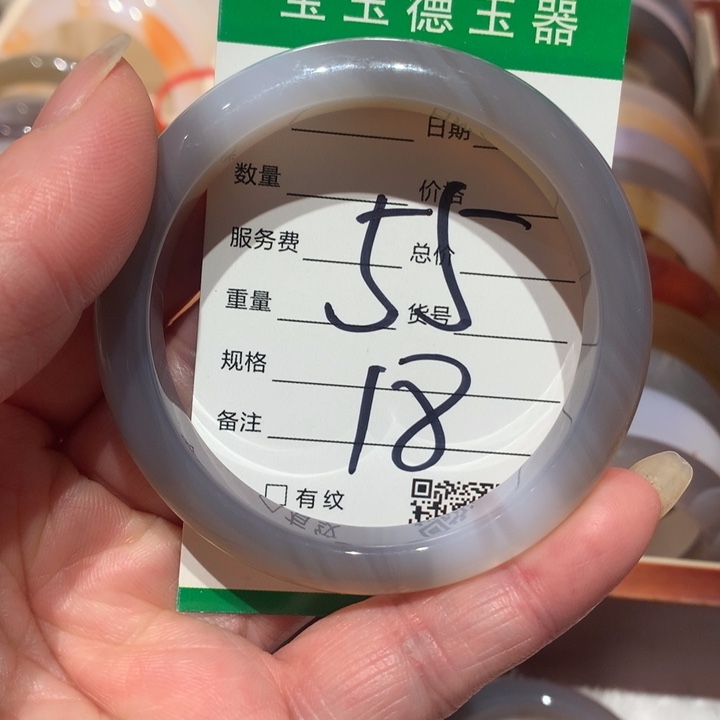 宝玉德玉器
日期
数量 价格
55
服务费 总价
重量 货号
规格
18
备注
有纹